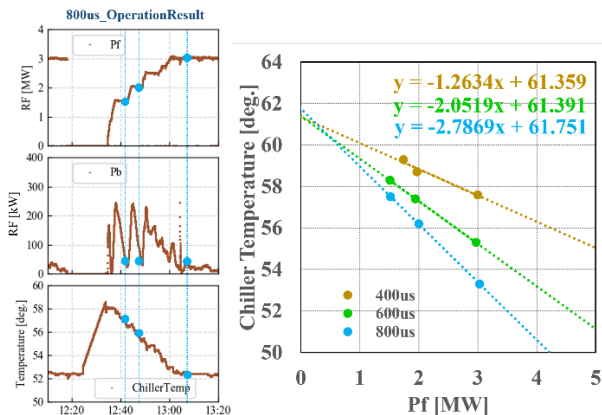 800us_OperationResult
4
3
2
1
0
RF [MW]
Pf
400
300
200
100
0
RF [kW]
Pb
60
58
56
54
52
50
Temperature [deg.]
ChillerTemp
12:20 12:40 13:00 13:20
y = -1.2634x + 61.359
y = -2.0519x + 61.391
y = -2.7869x + 61.751
64
62
60
58
56
54
52
50
Chiller Temperature [deg.]
400us
600us
800us
0 1 2 3 4 5
Pf [MW]